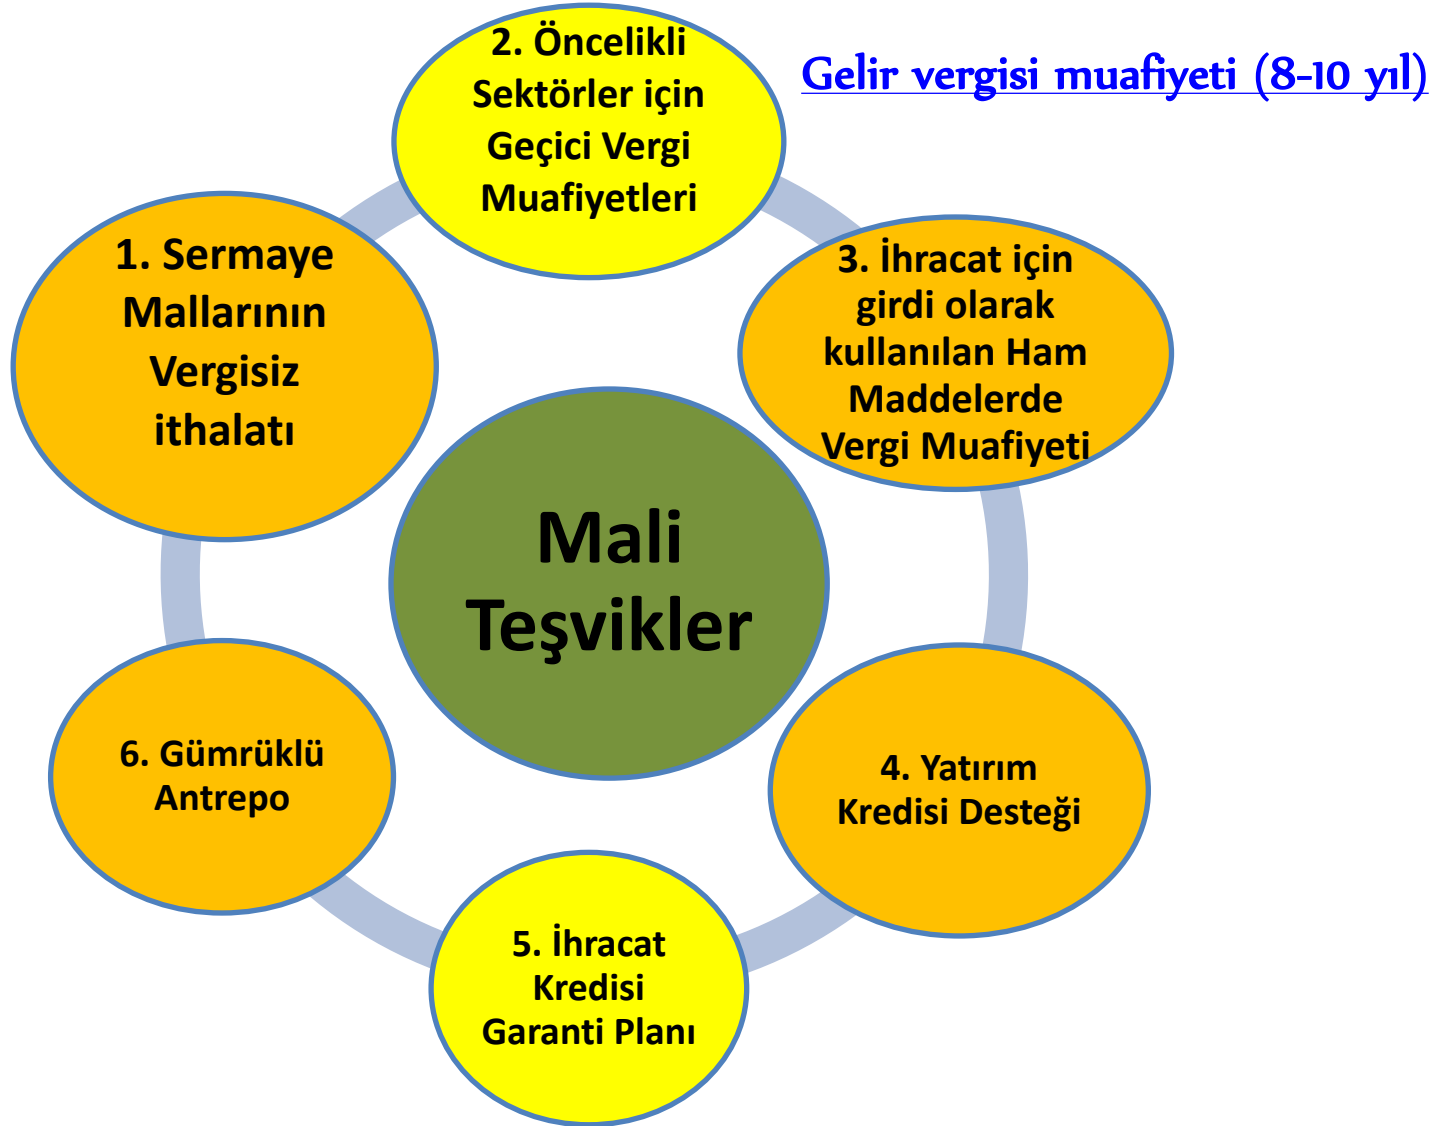 2. Öncelikli
Sektörler için
Geçici Vergi
Muafiyetleri
Gelir vergisi muafiyeti (8-10 yıl)
1. Sermaye
Mallarının
Vergisiz
ithalatı
3. İhracat için
girdi olarak
kullanılan Ham
Maddelerde
Vergi Muafiyeti
Mali
Teşvikler
6. Gümrüklü
Antrepo
4. Yatırım
Kredisi Desteği
5. İhracat
Kredisi
Garanti Planı